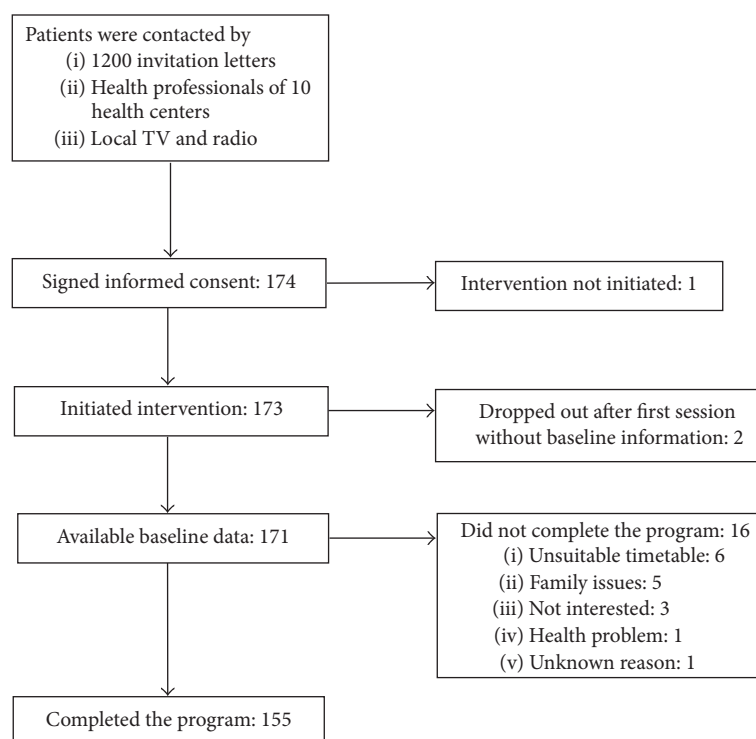 Patients were contacted by
(i) 1200 invitation letters
(ii) Health professionals of 10
health centers
(iii) Local TV and radio
Signed informed consent: 174
Intervention not initiated: 1
Initiated intervention: 173
Dropped out after first session
without baseline information: 2
Available baseline data: 171
Did not complete the program: 16
(i) Unsuitable timetable: 6
(ii) Family issues: 5
(iii) Not interested: 3
(iv) Health problem: 1
(v) Unknown reason: 1
Completed the program: 155